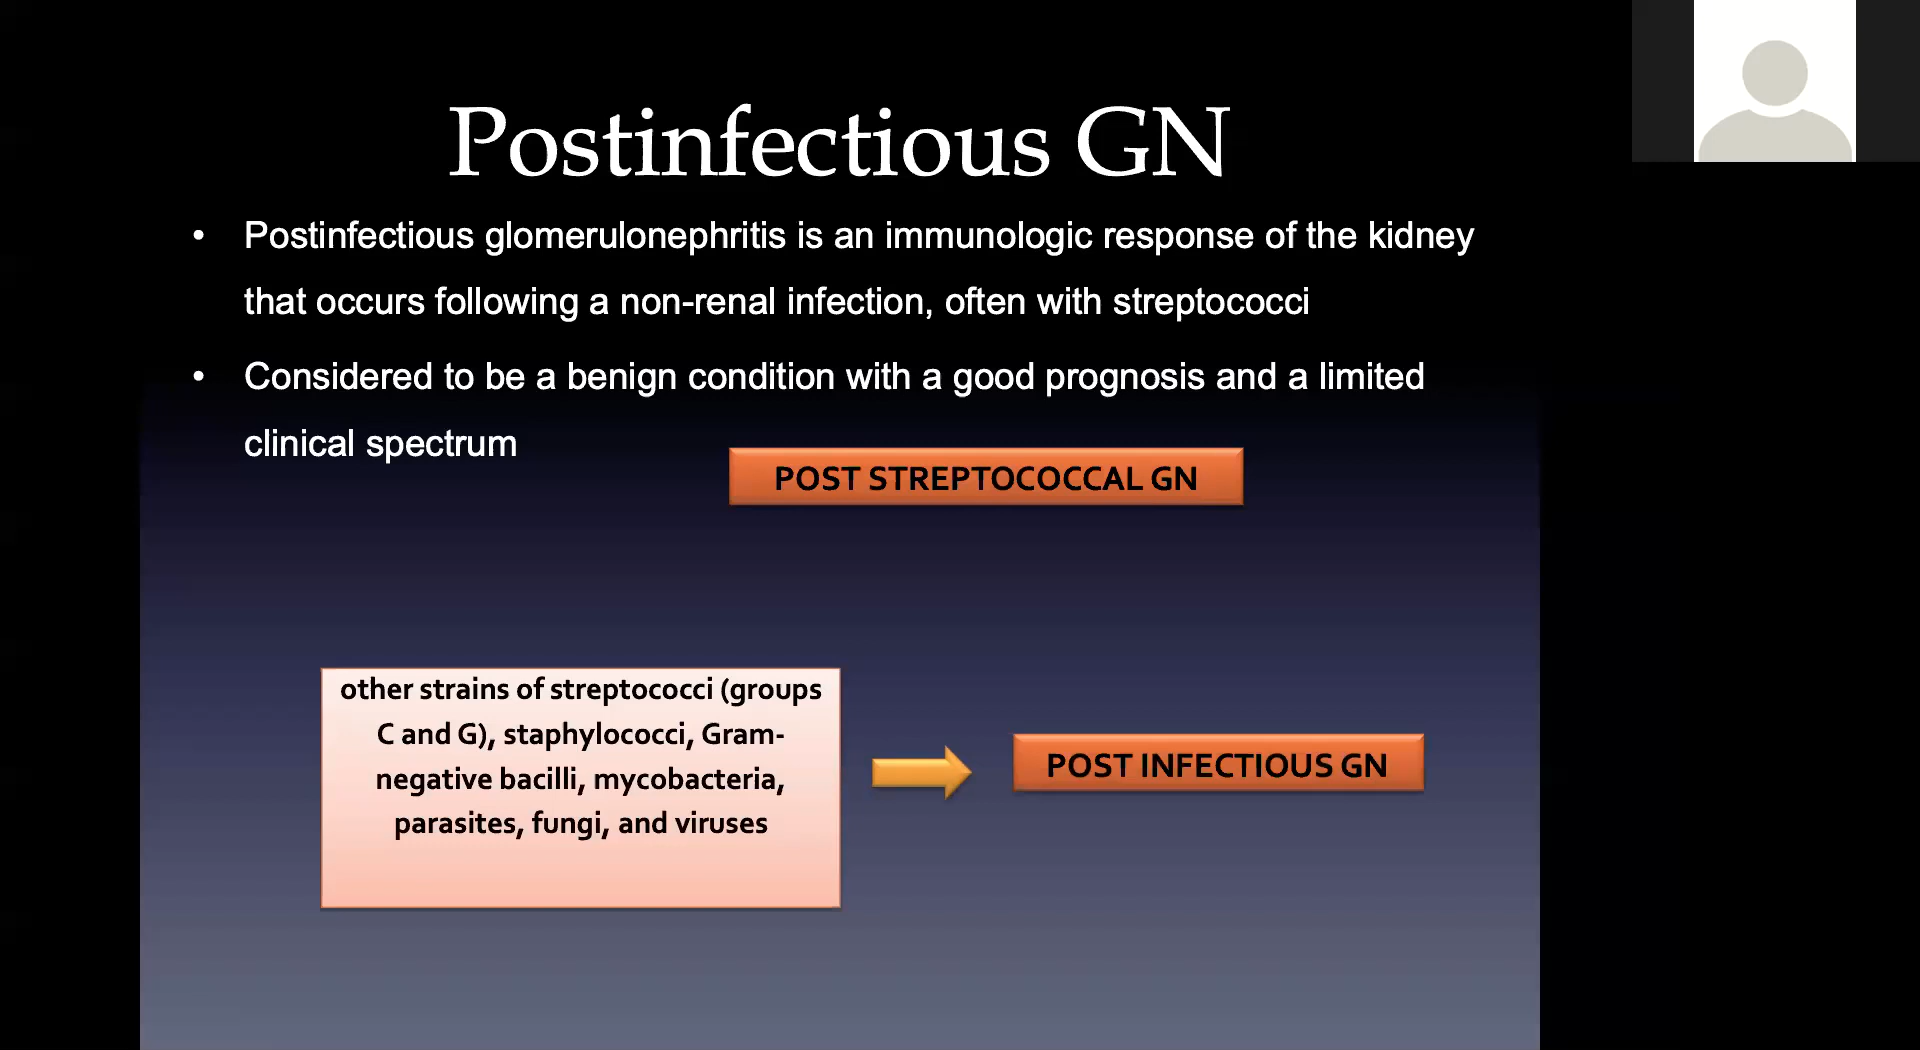 Postinfectious GN
• Postinfectious glomerulonephritis is an immunologic response of the kidney
that occurs following a non-renal infection, often with streptococci
• Considered to be a benign condition with a good prognosis and a limited
clinical spectrum
POST STREPTOCOCCAL GN
other strains of streptococci (groups
C and G), staphylococci, Gram-
negative bacilli, mycobacteria,
parasites, fungi, and viruses
POST INFECTIOUS GN